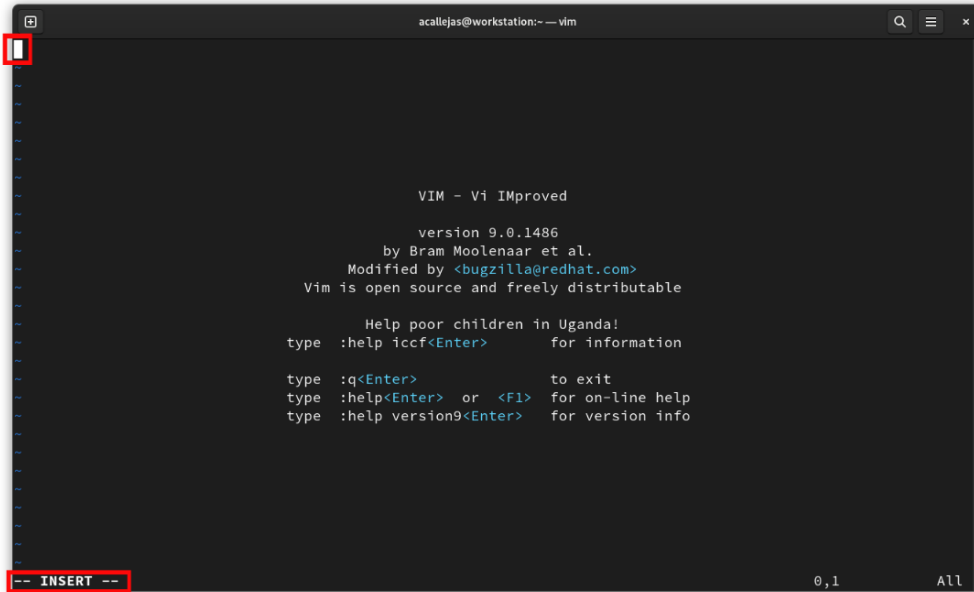 acallejas@workstation:~ — vim
~
~
~
~
~
~
~
VIM - Vi IMproved
~
~
version 9.0.1486
~
by Bram Moolenaar et al.
~
Modified by <bugzilla@redhat.com>
~
Vim is open source and freely distributable
~
~
Help poor children in Uganda!
~
type :help iccf<Enter> for information
~
~
type :q<Enter> to exit
~
type :help<Enter> or <F1> for on-line help
~
type :help version9<Enter> for version info
~
~
~
~
~
~
~
~
-- INSERT -- 0,1 All